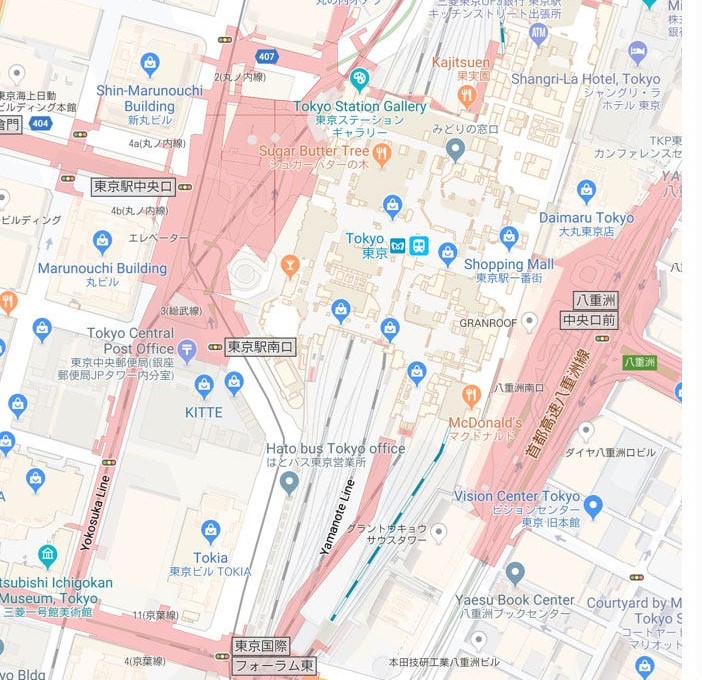 丸の内オアゾ
三菱東京UFJ銀行 東京駅
キッチンストリート出張所
ATM
407
2(丸ノ内線)
Kajitsuen
果実園
Shangri-La Hotel, Tokyo
シャングリ・ラ
ホテル 東京
東京海上日動
ビルディング本館
Shin-Marunouchi
Building
新丸ビル
Tokyo Station Gallery
東京ステーション
ギャラリー
みどりの窓口
404
4a(丸ノ内線)
Sugar Butter Tree
シュガーバターの木
カンファレンスセ
東京駅中央口
4b(丸ノ内線)
ビルディング
エレベーター
Daimaru Tokyo
大丸東京店
Tokyo
東京
Marunouchi Building
丸ビル
Shopping Mall
東京駅一番街
八重洲
中央口前
3(総武線)
GRANROOF
Tokyo Central
Post Office
東京中央郵便局(銀座
郵便局JPタワー内分室)
東京駅南口
八重洲
KITTE
八重洲南口
McDonald's
マクドナルド
首都高速八重洲線
Hato bus Tokyo office
はとバス東京営業所
ダイヤ八重洲口ビル
Yokosuka Line
Yamanote Line
Vision Center Tokyo
ビジョンセンター
東京 旧本館
グラントウキョウ
サウスタワー
Tokia
東京ビル TOKIA
tsubishi Ichigokan
Museum, Tokyo
三菱一号館美術館
Yaesu Book Center
八重洲ブックセンター
Courtyard by M
Tokyo S
コートヤード
マリオット
11(京葉線)
東京国際
フォーラム東
4(京葉線)
本田技研工業八重洲ビル
yo Bldg